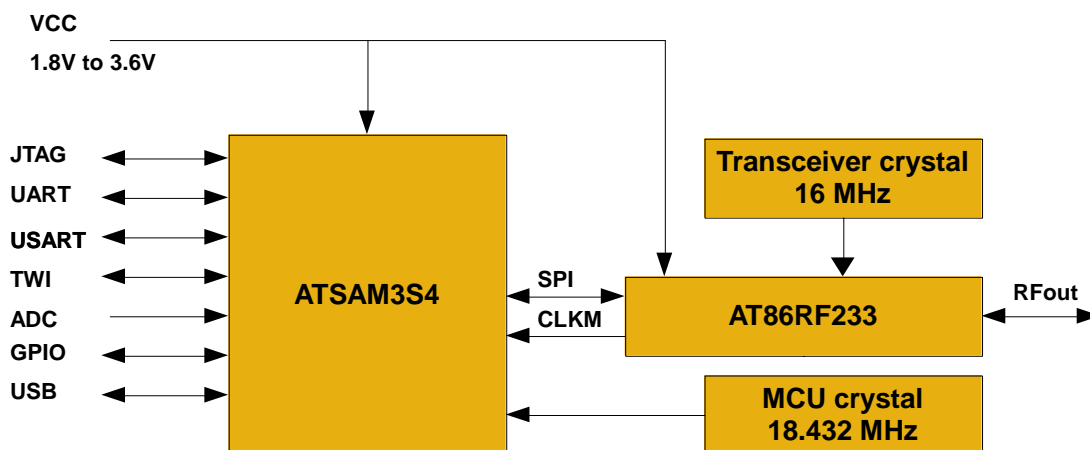 VCC
1.8V to 3.6V
JTAG
UART
USART
TWI
ADC
GPIO
USB
ATSAM3S4
SPI
CLKM
Transceiver crystal
16 MHz
AT86RF233
RFout
MCU crystal
18.432 MHz